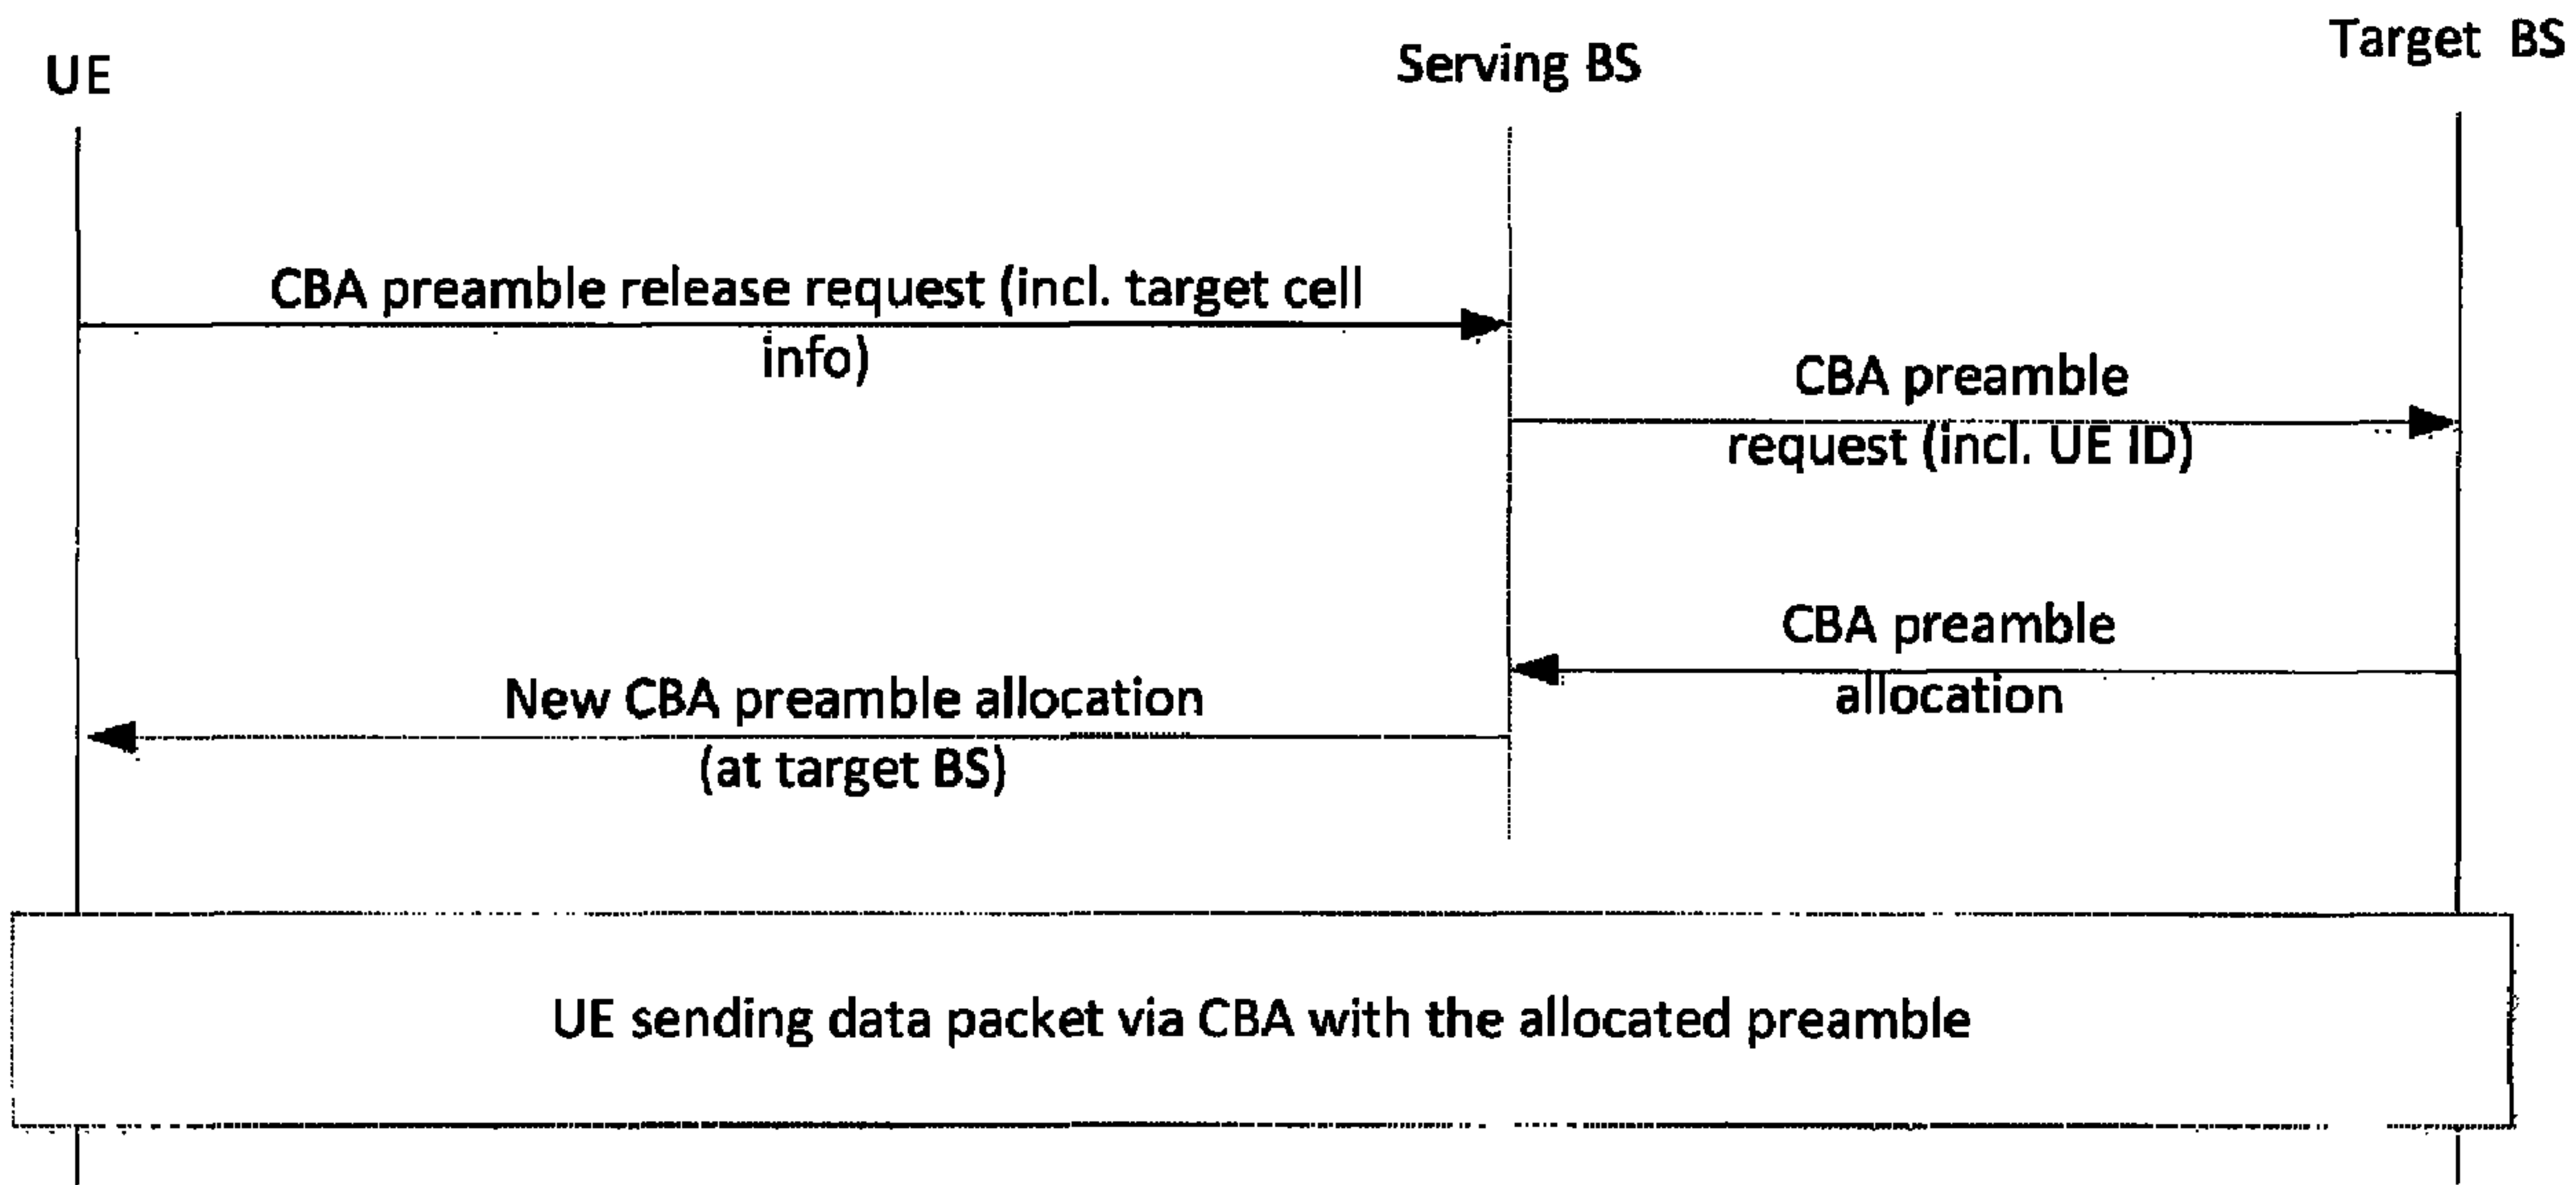 UE
Serving BS
Target BS
CBA preamble release request (incl. target cell
info)
CBA preamble
request (incl. UE ID)
CBA preamble
allocation
New CBA preamble allocation
(at target BS)
UE sending data packet via CBA with the allocated preamble